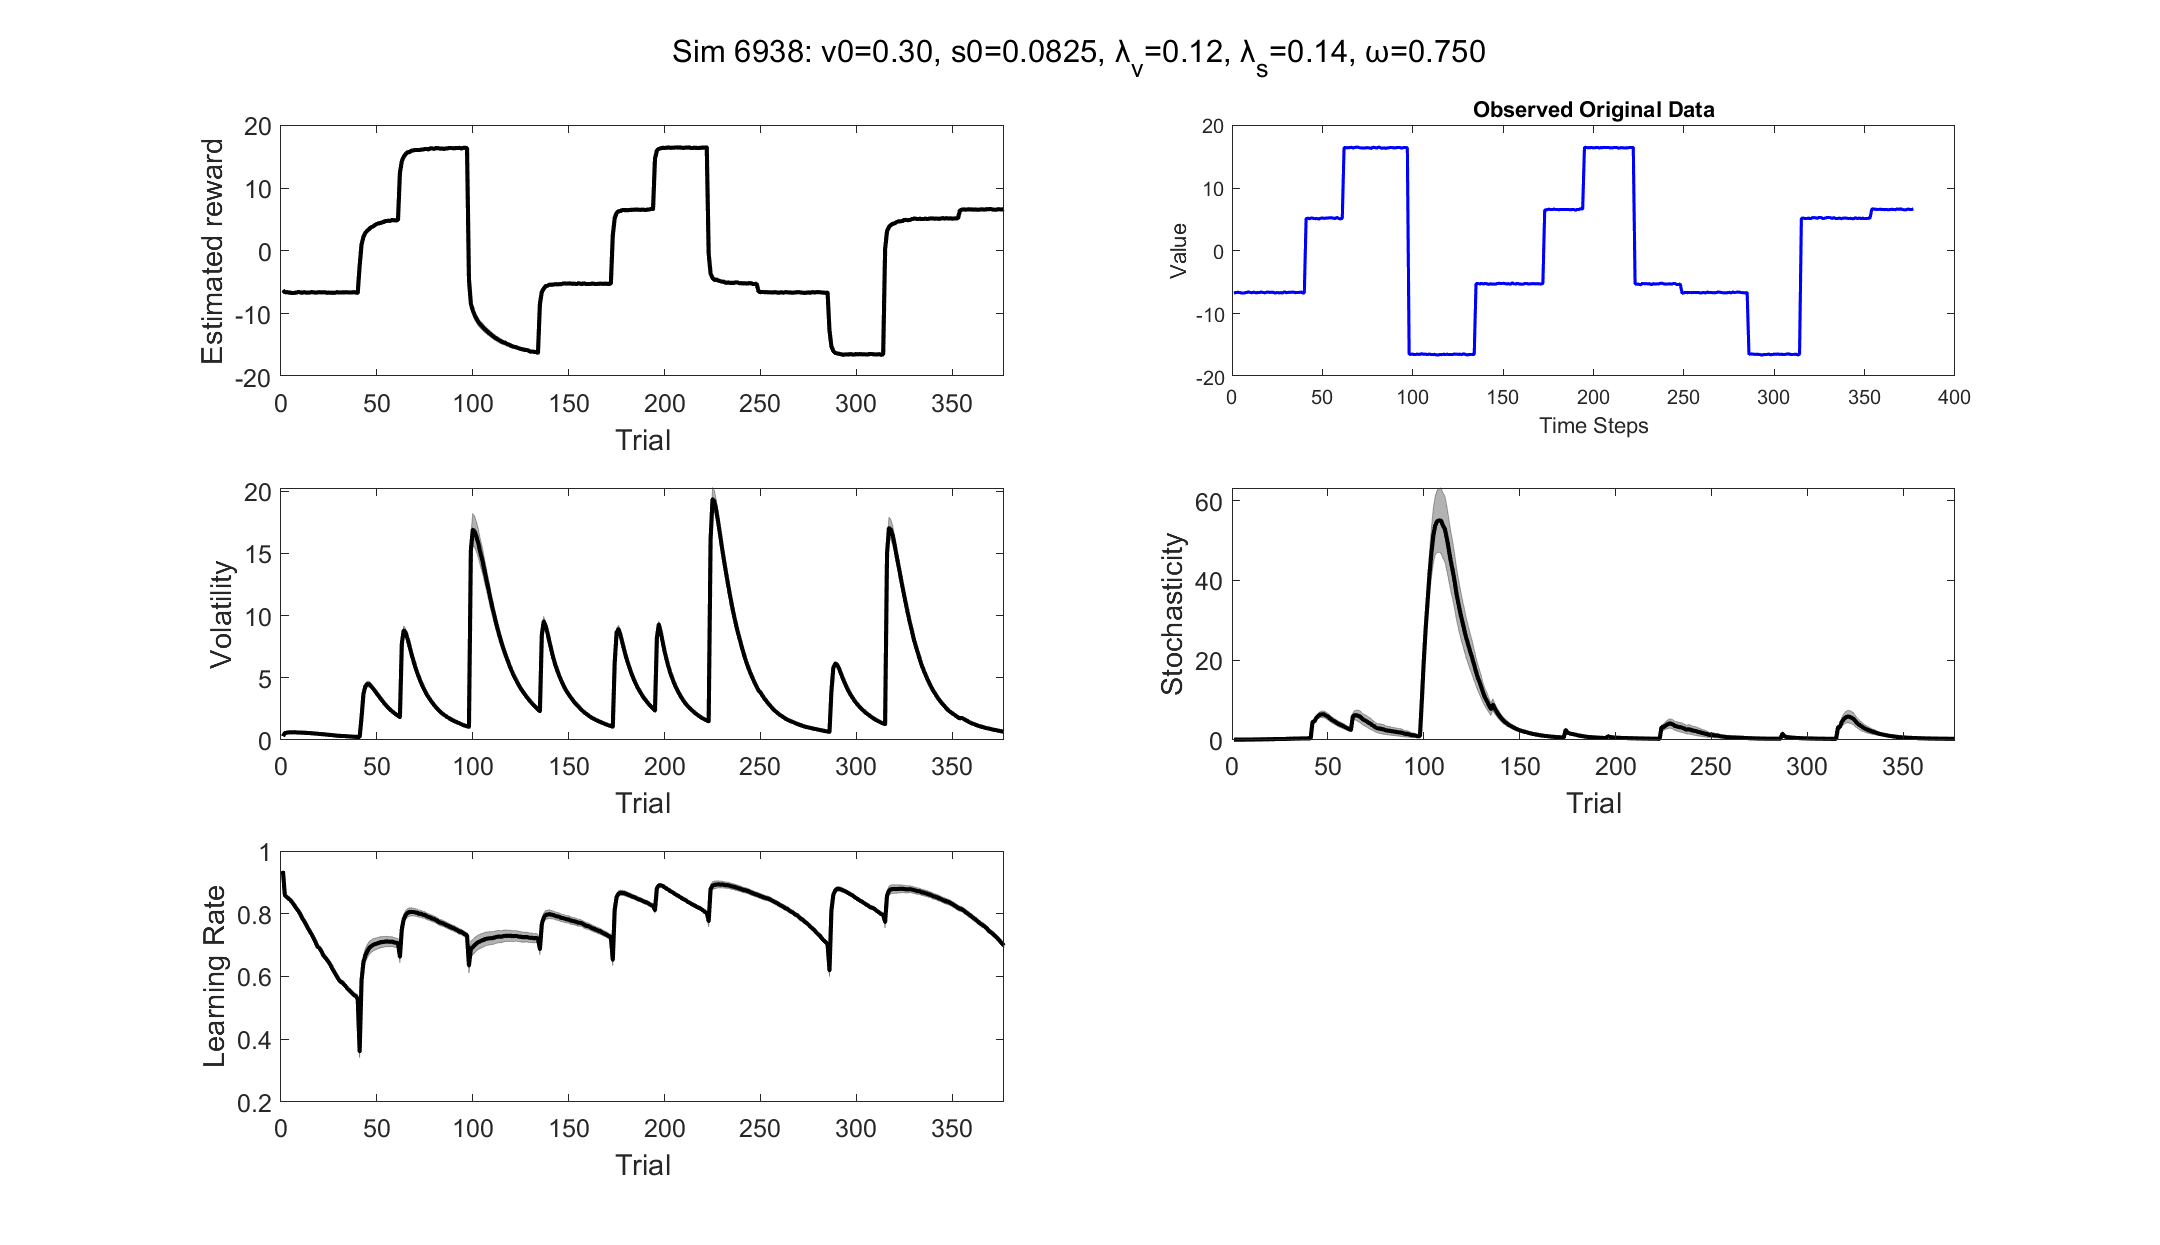 Sim 6938: v0=0.30, s0=0.0825, λv=0.12, λs=0.14, ω=0.750
Estimated reward
20
10
0
-10
-20
0 50 100 150 200 250 300 350
Trial
Observed Original Data
Value
20
10
0
-10
-20
0 50 100 150 200 250 300 350 400
Time Steps
Volatility
20
15
10
5
0
0 50 100 150 200 250 300 350
Trial
Stochasticity
60
40
20
0
0 50 100 150 200 250 300 350
Trial
Learning Rate
1
0.8
0.6
0.4
0.2
0 50 100 150 200 250 300 350
Trial